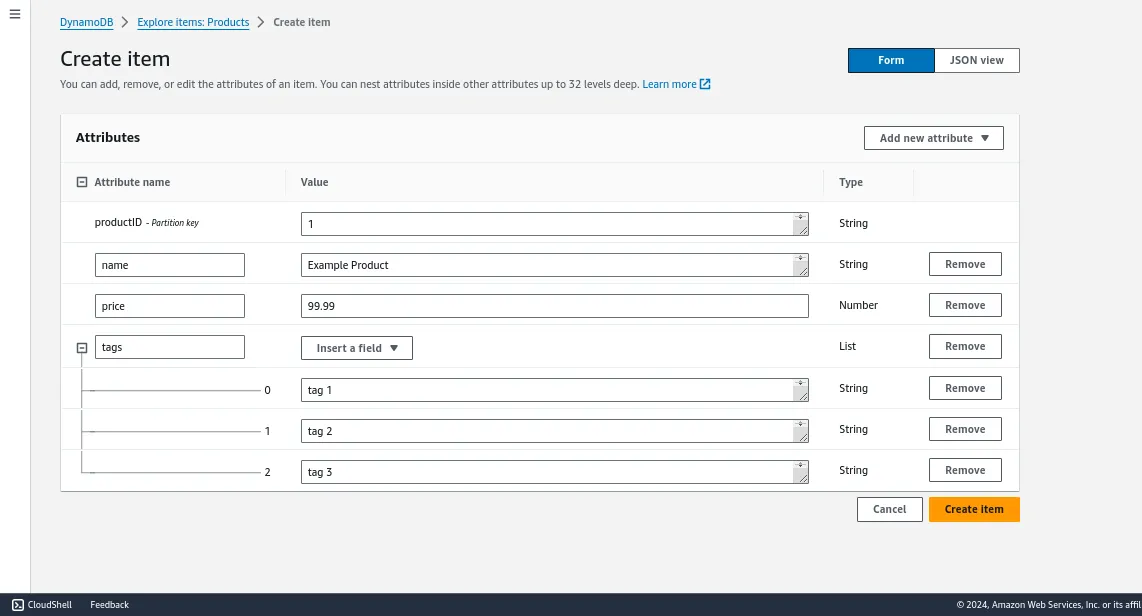 DynamoDB > Explore items: Products > Create item
Create item
Form JSON view
You can add, remove, or edit the attributes of an item. You can nest attributes inside other attributes up to 32 levels deep. Learn more
Attributes
Add new attribute
Attribute name Value Type
productID - Partition key 1 String
name Example Product String Remove
price 99.99 Number Remove
tags Insert a field List Remove
0 tag 1 String Remove
1 tag 2 String Remove
2 tag 3 String Remove
Cancel Create item
CloudShell Feedback © 2024, Amazon Web Services, Inc. or its affil